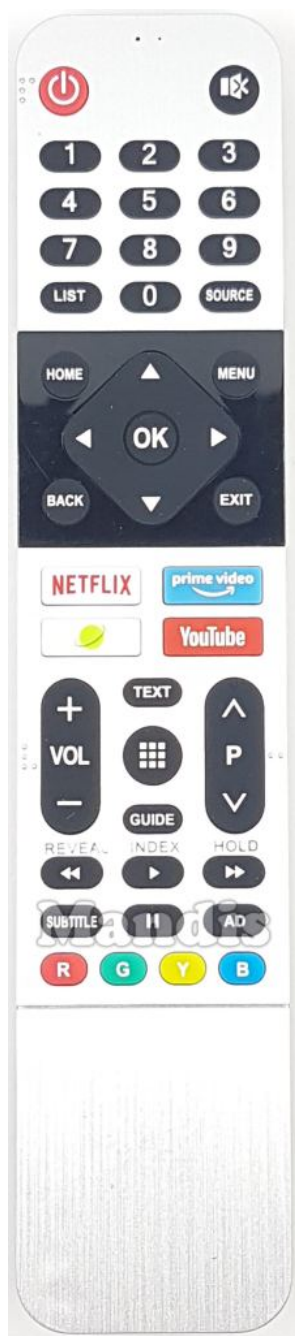 1 2 3
4 5 6
7 8 9
LIST 0 SOURCE
HOME MENU
OK
BACK EXIT
NETFLIX prime video
YouTube
TEXT
VOL P
GUIDE
REVEAL INDEX HOLD
SUBTITLE AD
Mandis
R G Y B